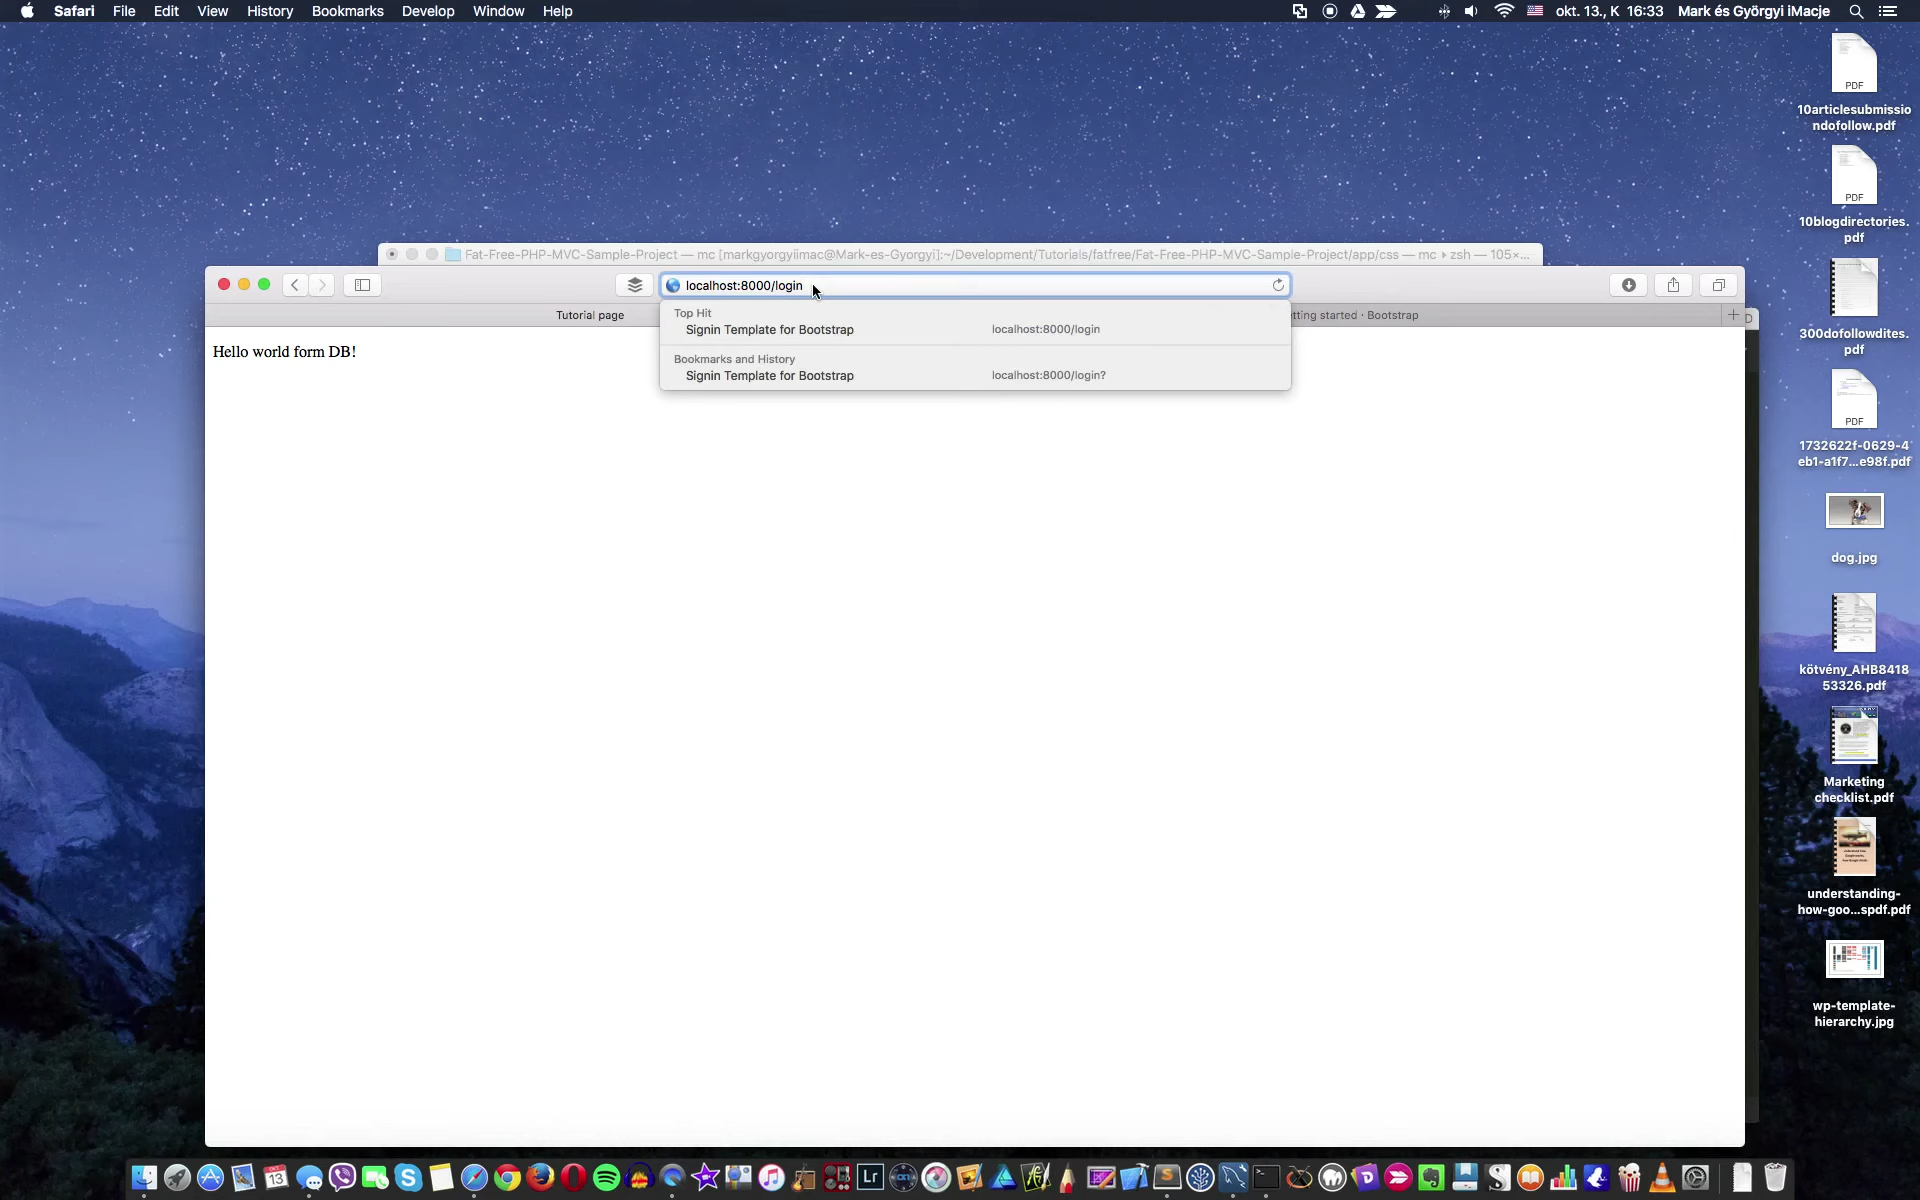 Safari File Edit View History Bookmarks Develop Window Help
okt. 13., K 16:33 Mark és Györgyi iMacje
Fat-Free-PHP-MVC-Sample-Project — mc [markgyorgyiimac@Mark-es-Gyorgyi]:~/Development/Tutorials/fatfree/Fat-Free-PHP-MVC-Sample-Project/app/css — mc ▸ zsh — 105×...
localhost:8000/login
Tutorial page
tting started · Bootstrap
Top Hit
Signin Template for Bootstrap localhost:8000/login
Bookmarks and History
Signin Template for Bootstrap localhost:8000/login?
Hello world form DB!
PDF
10articlesubmissio
ndofollow.pdf
PDF
10blogdirectories.
pdf
300dofollowdites.
pdf
PDF
1732622f-0629-4
eb1-a1f7...e98f.pdf
dog.jpg
kötvény_AHB8418
53326.pdf
Marketing
checklist.pdf
understanding-
how-goo...spdf.pdf
wp-template-
hierarchy.jpg
13
Lr